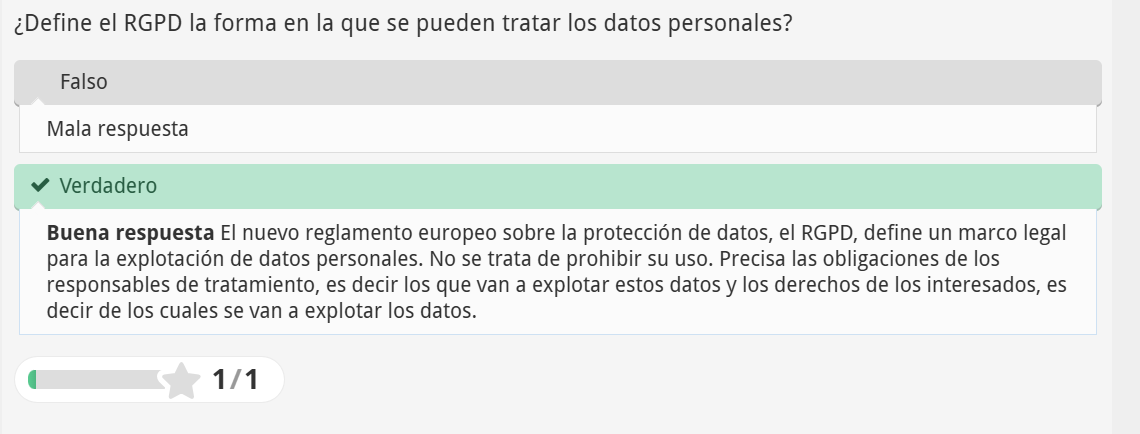 ¿Define el RGPD la forma en la que se pueden tratar los datos personales?
Falso
Mala respuesta
Verdadero
Buena respuesta El nuevo reglamento europeo sobre la protección de datos, el RGPD, define un marco legal
para la explotación de datos personales. No se trata de prohibir su uso. Precisa las obligaciones de los
responsables de tratamiento, es decir los que van a explotar estos datos y los derechos de los interesados, es
decir de los cuales se van a explotar los datos.
1/1